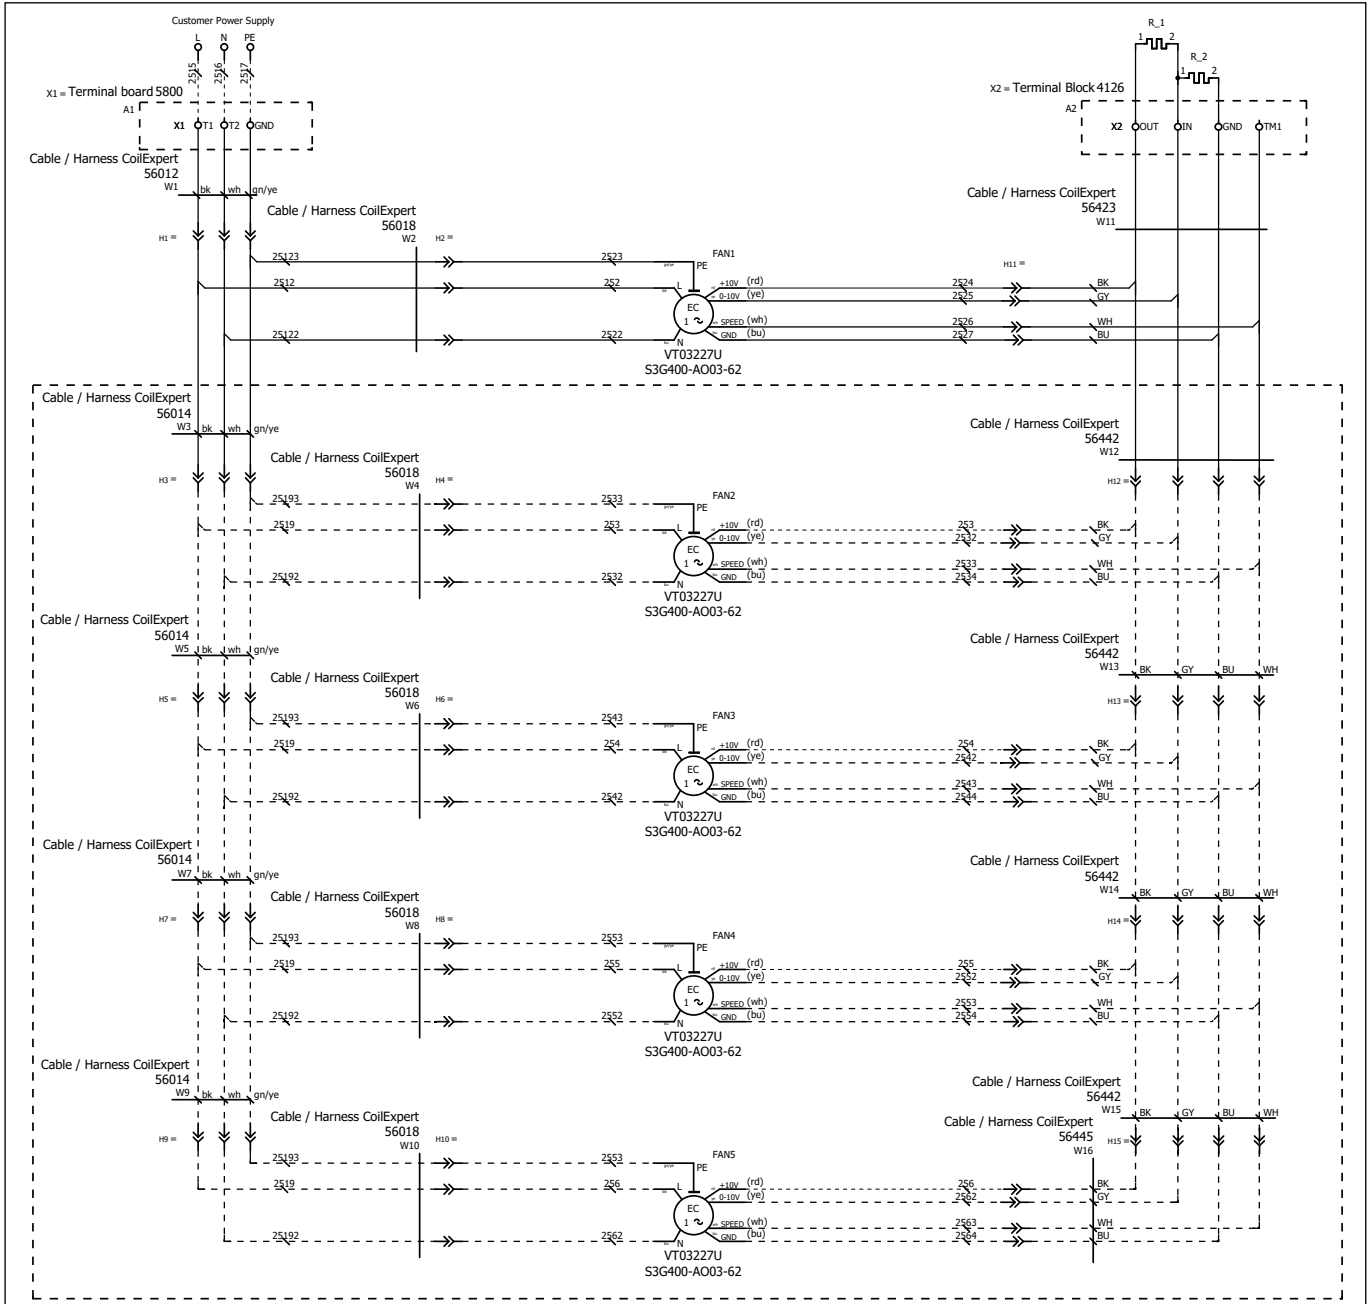 Customer Power Supply
L N PE
2515 2516 2517
X1 = Terminal board 5800
A1
X1 T1 T2 GND
R_1
1 2
R_2
1 2
X2 = Terminal Block 4126
A2
X2 OUT IN GND TM1
Cable / Harness CoilExpert
56012
W1 bk wh gn/ye
H1 =
Cable / Harness CoilExpert
56018
W2 H2 =
Cable / Harness CoilExpert
56423
W11
25123 2523 FAN1
PE
H11 =
2512 252 L +10V (rd) 2524 BK
0-10V (ye) 2525 GY
EC
1 SPEED (wh) 2526 WH
25122 2522 N GND (bu) 2527 BU
VT03227U
S3G400-AO03-62
Cable / Harness CoilExpert
56014
W3 bk wh gn/ye
H3 =
Cable / Harness CoilExpert
56018
W4 H4 =
Cable / Harness CoilExpert
56442
W12
H12 =
25193 2533 FAN2
PE
2519 253 L +10V (rd) 253 BK
0-10V (ye) 2532 GY
EC
1 SPEED (wh) 2533 WH
25192 2532 N GND (bu) 2534 BU
VT03227U
S3G400-AO03-62
Cable / Harness CoilExpert
56014
W5 bk wh gn/ye
H5 =
Cable / Harness CoilExpert
56018
W6 H6 =
Cable / Harness CoilExpert
56442
W13 BK GY BU WH
H13 =
25193 2543 FAN3
PE
2519 254 L +10V (rd) 254 BK
0-10V (ye) 2542 GY
EC
1 SPEED (wh) 2543 WH
25192 2542 N GND (bu) 2544 BU
VT03227U
S3G400-AO03-62
Cable / Harness CoilExpert
56014
W7 bk wh gn/ye
H7 =
Cable / Harness CoilExpert
56018
W8 H8 =
Cable / Harness CoilExpert
56442
W14 BK GY BU WH
H14 =
25193 2553 FAN4
PE
2519 255 L +10V (rd) 255 BK
0-10V (ye) 2552 GY
EC
1 SPEED (wh) 2553 WH
25192 2552 N GND (bu) 2554 BU
VT03227U
S3G400-AO03-62
Cable / Harness CoilExpert
56014
W9 bk wh gn/ye
H9 =
Cable / Harness CoilExpert
56018
W10 H10 =
Cable / Harness CoilExpert
56442
W15 BK GY BU WH
Cable / Harness CoilExpert
56445
W16 H15 =
25193 2553 FAN5
PE
2519 256 L +10V (rd) 256 BK
0-10V (ye) 2562 GY
EC
1 SPEED (wh) 2563 WH
25192 2562 N GND (bu) 2564 BU
VT03227U
S3G400-AO03-62